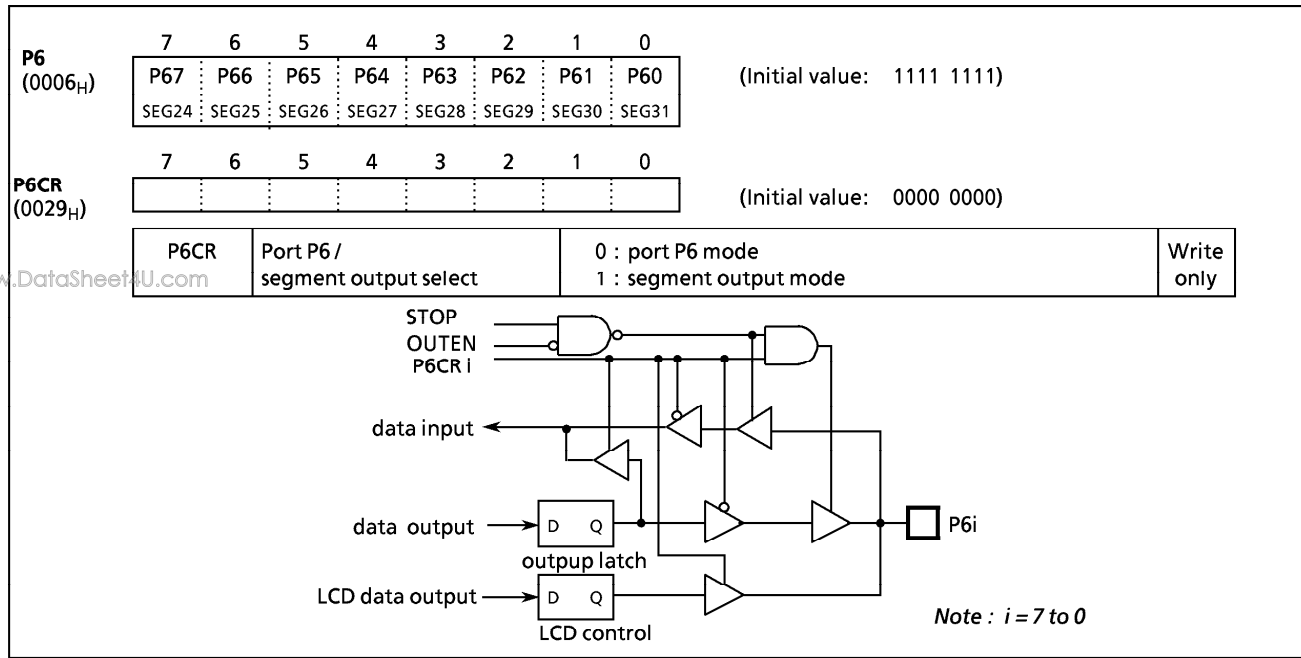 7 6 5 4 3 2 1 0
P6
(0006H)
P67 P66 P65 P64 P63 P62 P61 P60
(Initial value: 1111 1111)
SEG24 SEG25 SEG26 SEG27 SEG28 SEG29 SEG30 SEG31
7 6 5 4 3 2 1 0
P6CR
(0029H)
(Initial value: 0000 0000)
P6CR
Port P6 /
segment output select
0 : port P6 mode
1 : segment output mode
Write
only
w.DataSheet4U.com
STOP
OUTEN
P6CR i
data input
data output
D Q
outpup latch
P6i
LCD data output
D Q
LCD control
Note : i = 7 to 0